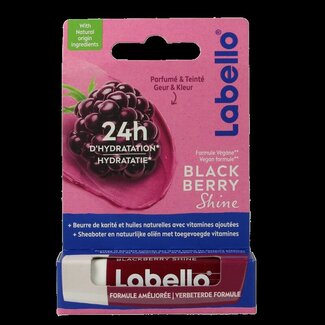 With
Natural
origin
ingredients
Labello®
Parfumé & Teinté
Geur & Kleur
24h
D'HYDRATATION*
HYDRATATIE*
Formule Végane**
Vegan formule**
BLACK
BERRY
Shine
+ Beurre de karité et huiles naturelles avec vitamines ajoutées
+ Sheaboter en natuurlijke oliën met toegevoegde vitamines
BLACKBERRY SHINE
Labello®
FORMULE AMÉLIORÉE | VERBETERDE FORMULE